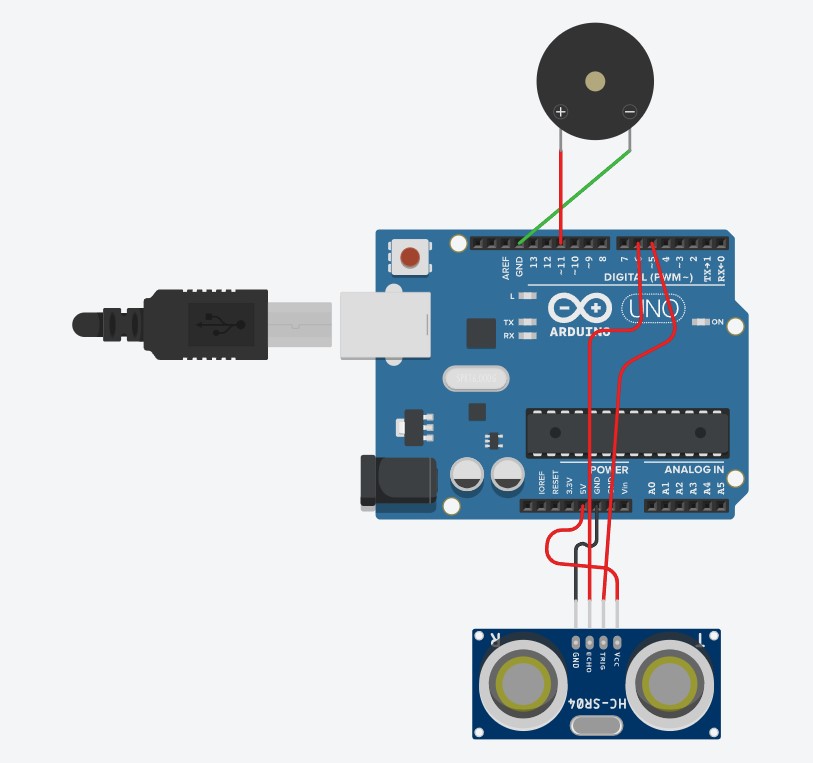 + −
AREF
GND
13
12
~11
~10
~9
8
7
~5
4
~3
2
TX→1
RX←0
DIGITAL (PWM~)
L
TX
RX
UNO
ON
ARDUINO
POWER
ANALOG IN
IOREF
RESET
3.3V
5V
GND
Vin
A0
A1
A2
A3
A4
A5
R
T
GND
ECHO
TRIG
VCC
HC-SR04